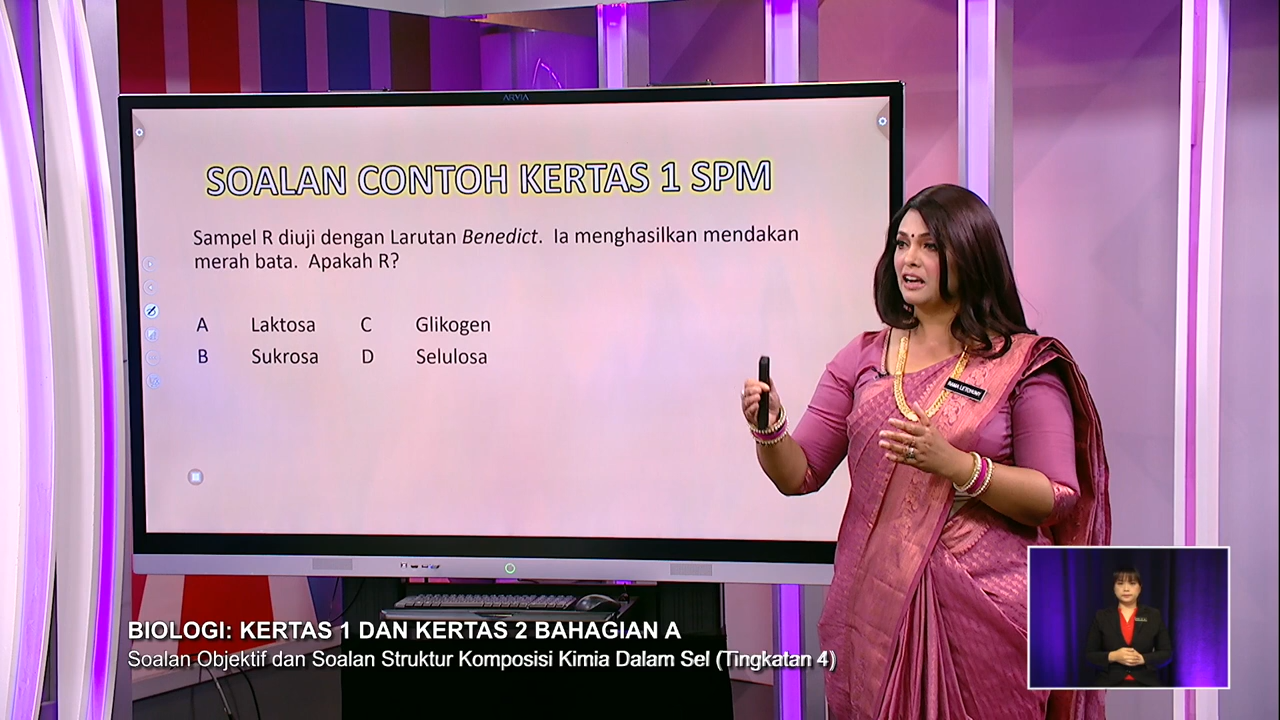 ARVIA
SOALAN CONTOH KERTAS 1 SPM
Sampel R diuji dengan Larutan Benedict. Ia menghasilkan mendakan
merah bata. Apakah R?
A Laktosa C Glikogen
B Sukrosa D Selulosa
RAMA LETCHUMY
BIOLOGI: KERTAS 1 DAN KERTAS 2 BAHAGIAN A
Soalan Objektif dan Soalan Struktur Komposisi Kimia Dalam Sel (Tingkatan 4)